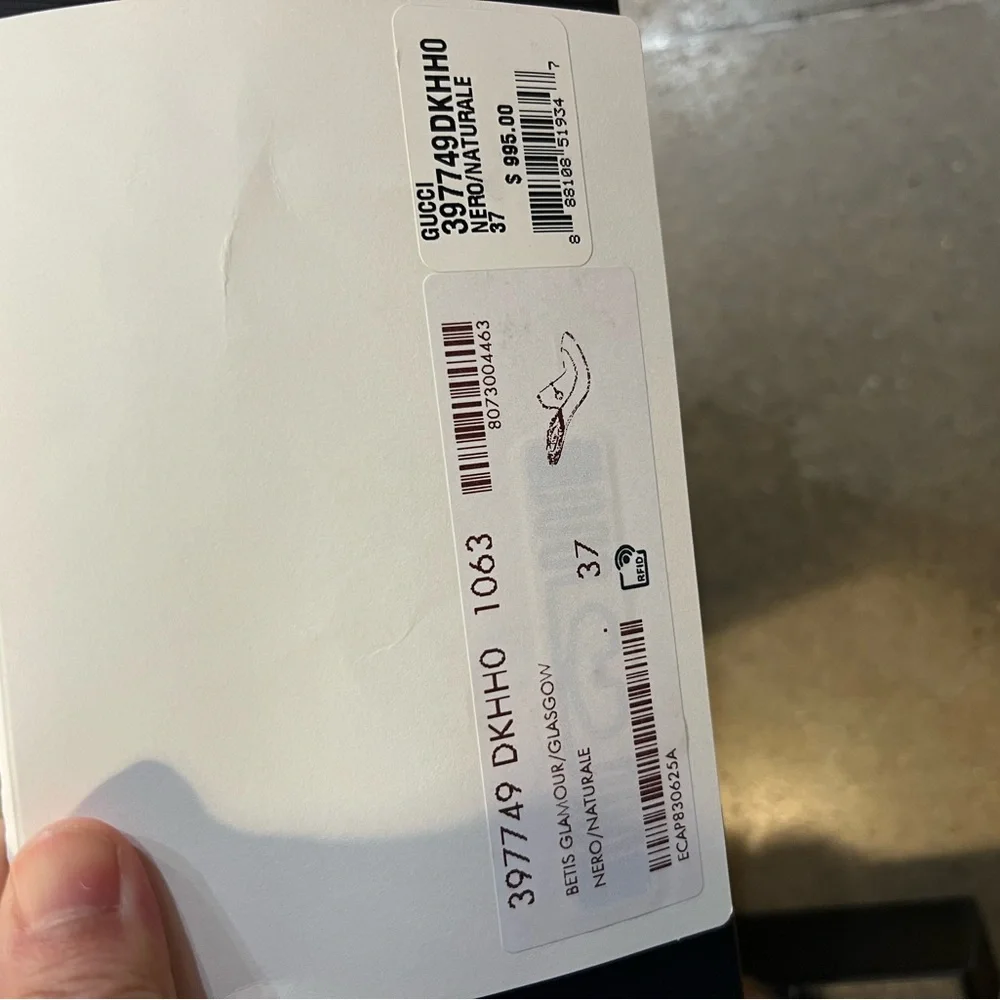 GUCCI
397749DKHH0
NERO/NATURALE
37
$ 995.00
8 88108 51934 7
8073004463
397749 DKHH0 1063
BETIS GLAMOUR/GLASGOW
NERO/NATURALE
37
RFID
ECAP830625A